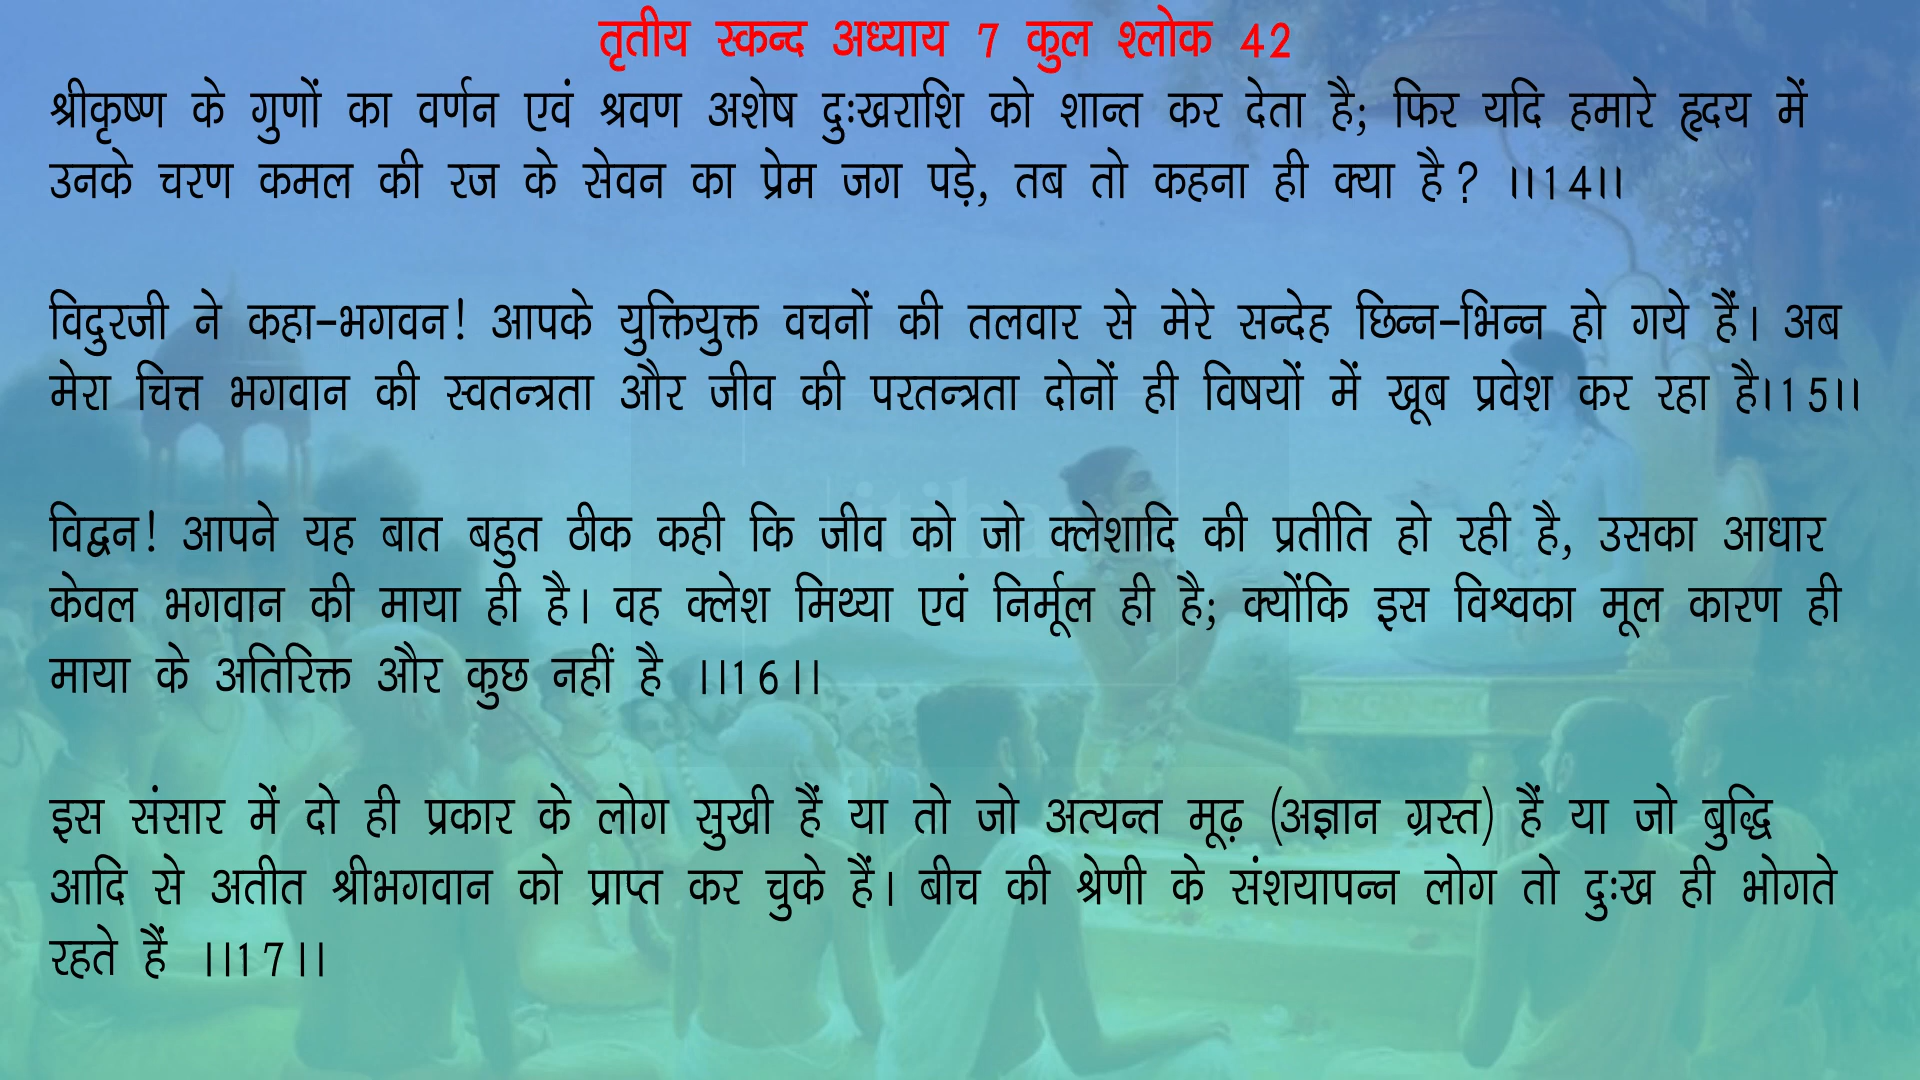 तृतीय स्कन्द अध्याय 7 कुल श्लोक 42
श्रीकृष्ण के गुणों का वर्णन एवं श्रवण अशेष दुःखराशि को शान्त कर देता है; फिर यदि हमारे हृदय में
उनके चरण कमल की रज के सेवन का प्रेम जग पड़े, तब तो कहना ही क्या है? ।।14।।
विदुरजी ने कहा-भगवन! आपके युक्तियुक्त वचनों की तलवार से मेरे सन्देह छिन्न-भिन्न हो गये हैं। अब
मेरा चित्त भगवान की स्वतन्त्रता और जीव की परतन्त्रता दोनों ही विषयों में खूब प्रवेश कर रहा है।15।।
विद्वन! आपने यह बात बहुत ठीक कही कि जीव को जो क्लेशादि की प्रतीति हो रही है, उसका आधार
केवल भगवान की माया ही है। वह क्लेश मिथ्या एवं निर्मूल ही है; क्योंकि इस विश्वका मूल कारण ही
माया के अतिरिक्त और कुछ नहीं है ।।16।।
इस संसार में दो ही प्रकार के लोग सुखी हैं या तो जो अत्यन्त मूढ़ (अज्ञान ग्रस्त) हैं या जो बुद्धि
आदि से अतीत श्रीभगवान को प्राप्त कर चुके हैं। बीच की श्रेणी के संशयापन्न लोग तो दुःख ही भोगते
रहते हैं ।।17।।